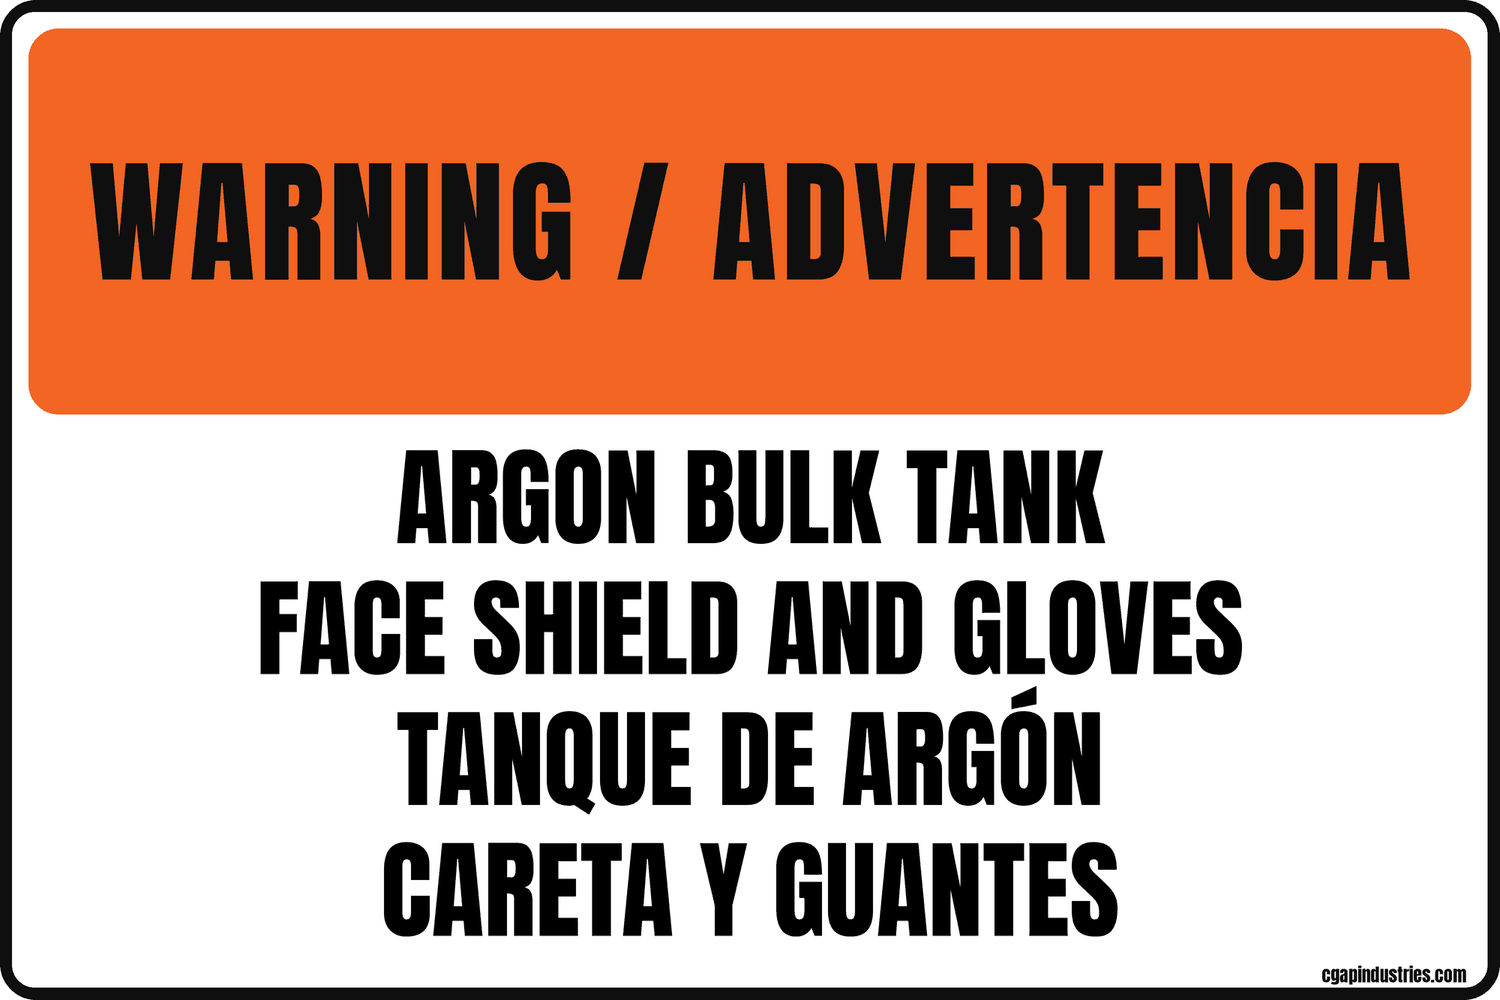 WARNING / ADVERTENCIA
ARGON BULK TANK
FACE SHIELD AND GLOVES
TANQUE DE ARGÓN
CARETA Y GUANTES
cgapindustries.com